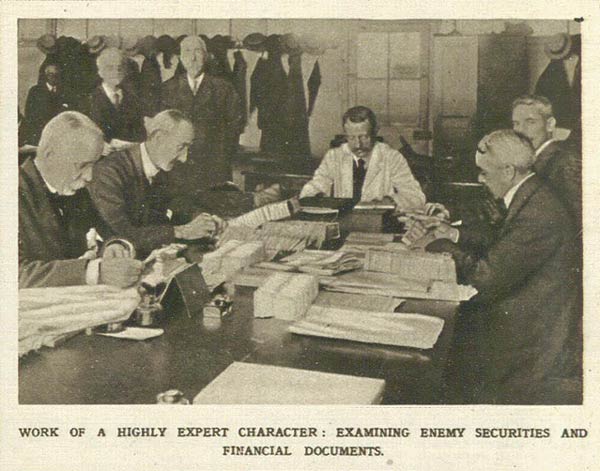 WORK OF A HIGHLY EXPERT CHARACTER: EXAMINING ENEMY SECURITIES AND
FINANCIAL DOCUMENTS.